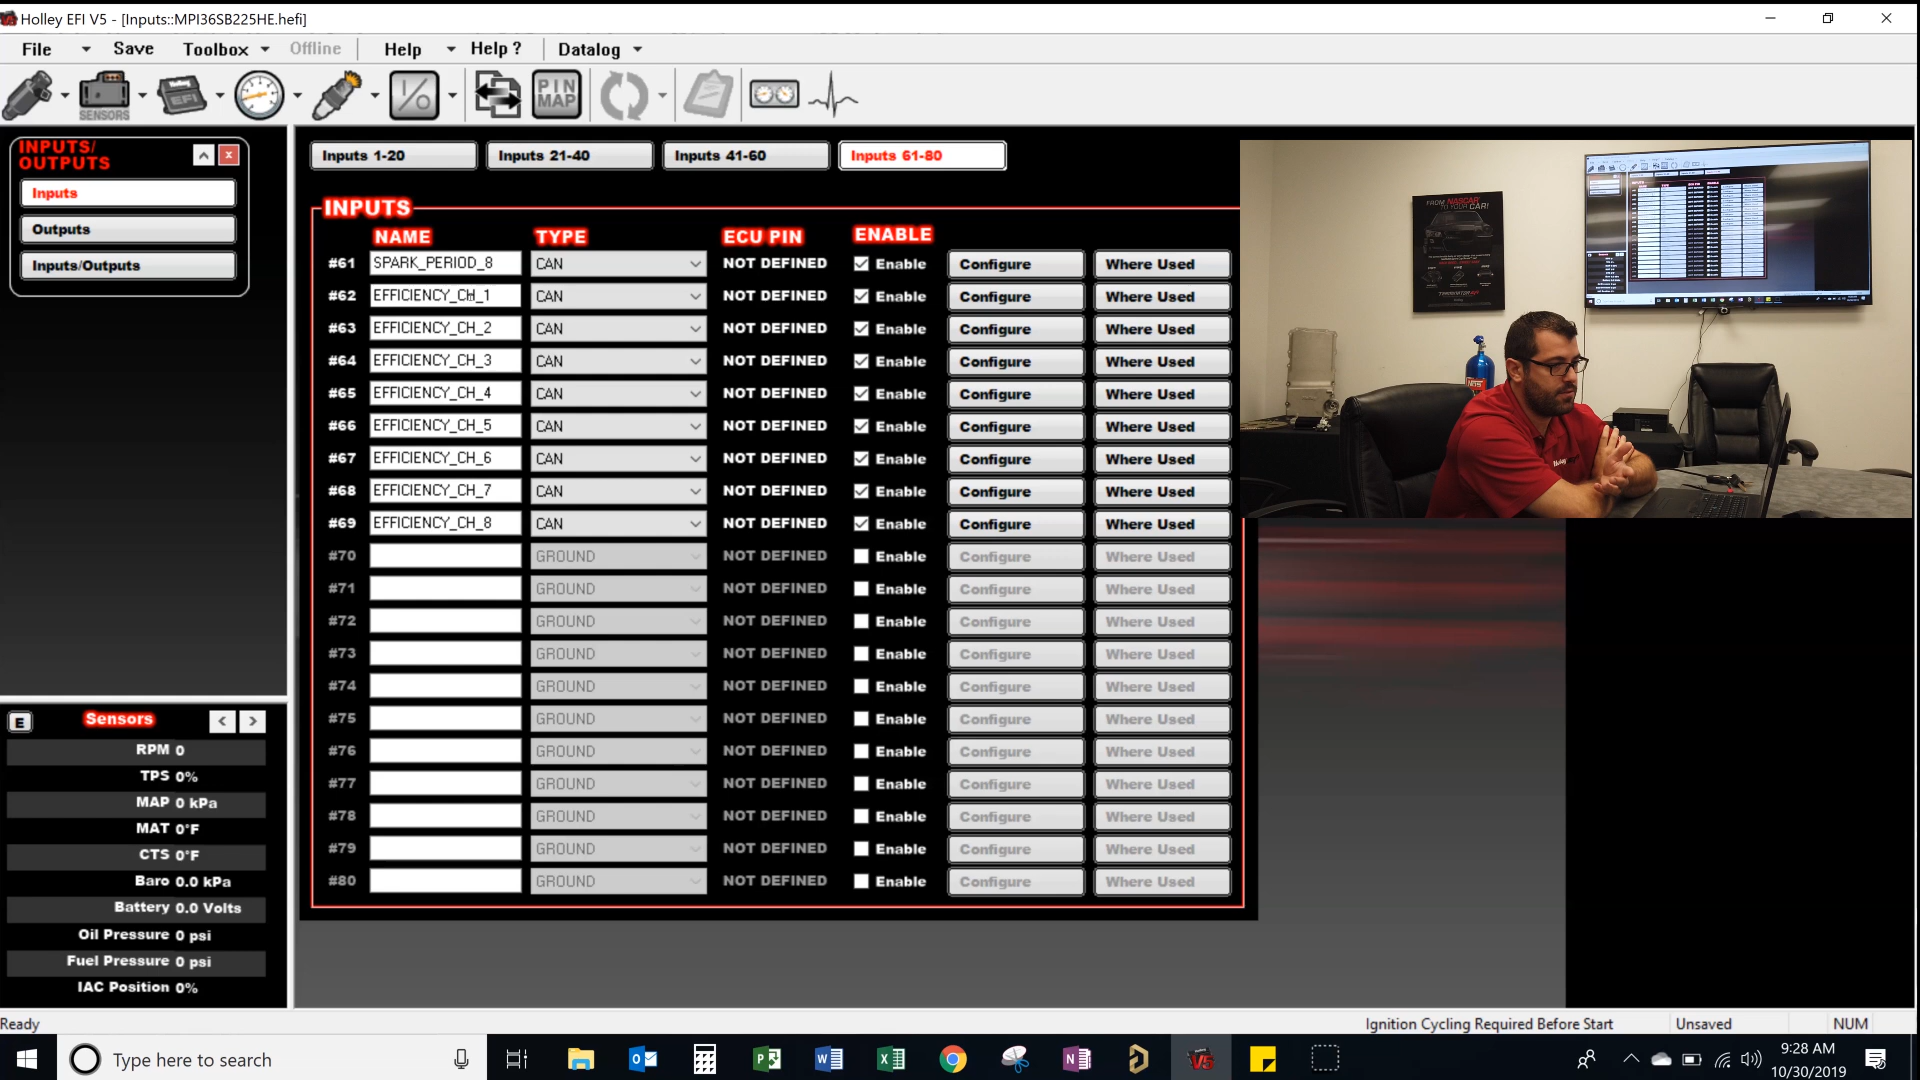 Holley EFI V5 - [Inputs::MPI36SB225HE.hefi]
File Save Toolbox Offline Help Help ? Datalog
SENSORS EFI I/O PIN MAP
INPUTS/
OUTPUTS
Inputs
Outputs
Inputs/Outputs
Inputs 1-20 Inputs 21-40 Inputs 41-60 Inputs 61-80
INPUTS
NAME TYPE ECU PIN ENABLE
#61 SPARK_PERIOD_8 CAN NOT DEFINED Enable Configure Where Used
#62 EFFICIENCY_CH_1 CAN NOT DEFINED Enable Configure Where Used
#63 EFFICIENCY_CH_2 CAN NOT DEFINED Enable Configure Where Used
#64 EFFICIENCY_CH_3 CAN NOT DEFINED Enable Configure Where Used
#65 EFFICIENCY_CH_4 CAN NOT DEFINED Enable Configure Where Used
#66 EFFICIENCY_CH_5 CAN NOT DEFINED Enable Configure Where Used
#67 EFFICIENCY_CH_6 CAN NOT DEFINED Enable Configure Where Used
#68 EFFICIENCY_CH_7 CAN NOT DEFINED Enable Configure Where Used
#69 EFFICIENCY_CH_8 CAN NOT DEFINED Enable Configure Where Used
#70 GROUND NOT DEFINED Enable Configure Where Used
#71 GROUND NOT DEFINED Enable Configure Where Used
#72 GROUND NOT DEFINED Enable Configure Where Used
#73 GROUND NOT DEFINED Enable Configure Where Used
#74 GROUND NOT DEFINED Enable Configure Where Used
#75 GROUND NOT DEFINED Enable Configure Where Used
#76 GROUND NOT DEFINED Enable Configure Where Used
#77 GROUND NOT DEFINED Enable Configure Where Used
#78 GROUND NOT DEFINED Enable Configure Where Used
#79 GROUND NOT DEFINED Enable Configure Where Used
#80 GROUND NOT DEFINED Enable Configure Where Used
FROM NASCAR
TO YOUR CAR!
E Sensors < >
RPM 0
TPS 0%
MAP 0 kPa
MAT 0°F
CTS 0°F
Baro 0.0 kPa
Battery 0.0 Volts
Oil Pressure 0 psi
Fuel Pressure 0 psi
IAC Position 0%
Ready Ignition Cycling Required Before Start Unsaved NUM
Type here to search
9:28 AM
10/30/2019